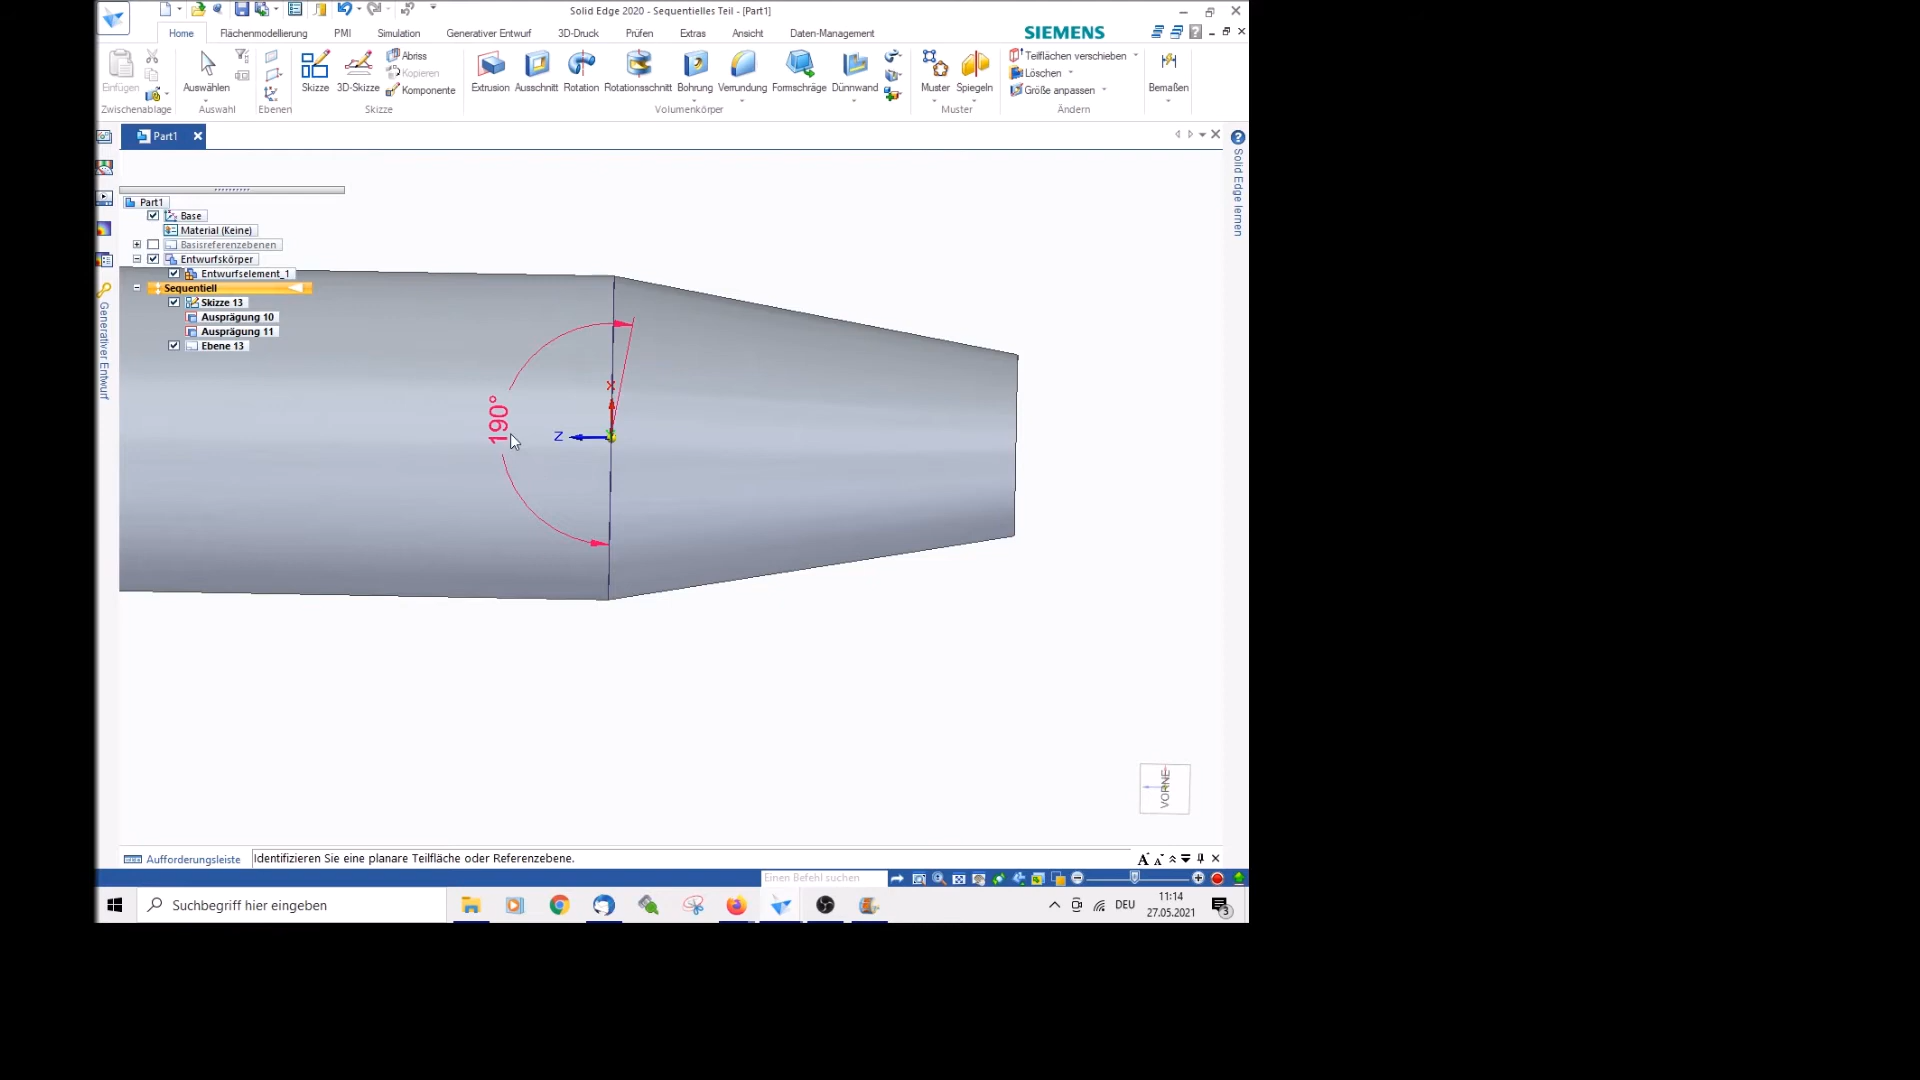 Solid Edge 2020 - Sequentielles Teil - [Part1]
Home Flächenmodellierung PMI Simulation Generativer Entwurf 3D-Druck Prüfen Extras Ansicht Daten-Management SIEMENS
Einfügen
Zwischenablage
Auswählen
Auswahl
Ebenen
Skizze 3D-Skizze
Abriss
Kopieren
Komponente
Skizze
Extrusion Ausschnitt Rotation Rotationsschnitt Bohrung Verrundung Formschräge Dünnwand
Volumenkörper
Muster Spiegeln
Muster
Teilflächen verschieben
Löschen
Größe anpassen
Ändern
Bemaßen
Part1
Solid Edge lernen
Generativer Entwurf
Part1
Base
Material (Keine)
Basisreferenzebenen
Entwurfskörper
Entwurfselement_1
Sequentiell
Skizze 13
Ausprägung 10
Ausprägung 11
Ebene 13
190°
X
Z
VORNE
Aufforderungsleiste Identifizieren Sie eine planare Teilfläche oder Referenzebene.
Einen Befehl suchen
Suchbegriff hier eingeben
DEU
11:14
27.05.2021
3